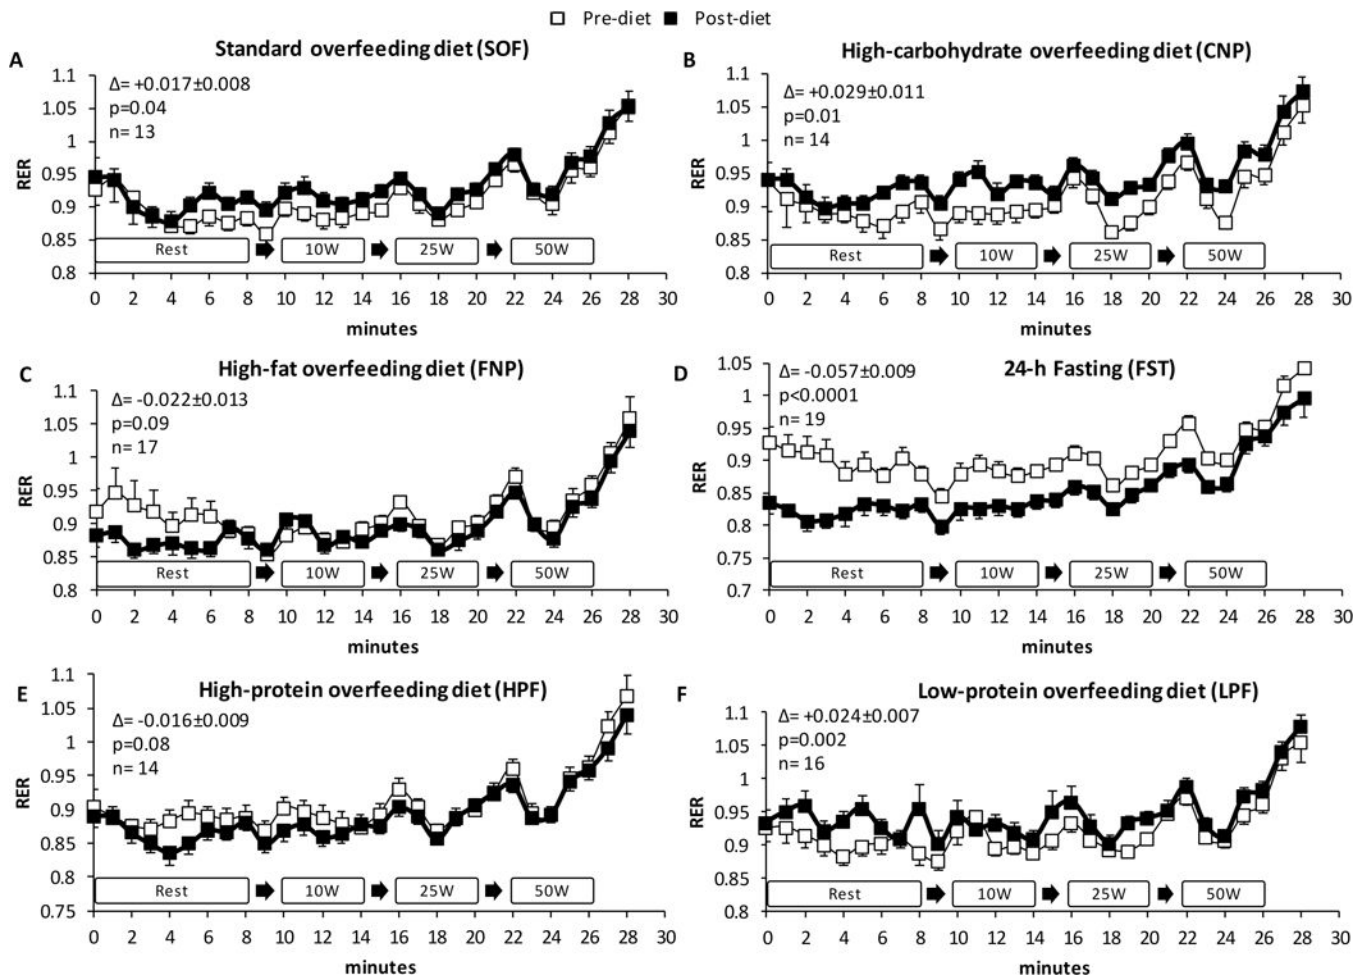 Pre-diet Post-diet
A
Standard overfeeding diet (SOF)
Δ= +0.017±0.008
p=0.04
n= 13
RER
1.1
1.05
1
0.95
0.9
0.85
0.8
Rest 10W 25W 50W
0 2 4 6 8 10 12 14 16 18 20 22 24 26 28 30
minutes
B
High-carbohydrate overfeeding diet (CNP)
Δ= +0.029±0.011
p=0.01
n= 14
RER
1.1
1.05
1
0.95
0.9
0.85
0.8
Rest 10W 25W 50W
0 2 4 6 8 10 12 14 16 18 20 22 24 26 28 30
minutes
C
High-fat overfeeding diet (FNP)
Δ= -0.022±0.013
p=0.09
n= 17
RER
1.1
1.05
1
0.95
0.9
0.85
0.8
Rest 10W 25W 50W
0 2 4 6 8 10 12 14 16 18 20 22 24 26 28 30
minutes
D
24-h Fasting (FST)
Δ= -0.057±0.009
p<0.0001
n= 19
RER
1.05
1
0.95
0.9
0.85
0.8
0.75
0.7
Rest 10W 25W 50W
0 2 4 6 8 10 12 14 16 18 20 22 24 26 28 30
minutes
E
High-protein overfeeding diet (HPF)
Δ= -0.016±0.009
p=0.08
n= 14
RER
1.1
1.05
1
0.95
0.9
0.85
0.8
0.75
Rest 10W 25W 50W
0 2 4 6 8 10 12 14 16 18 20 22 24 26 28 30
minutes
F
Low-protein overfeeding diet (LPF)
Δ= +0.024±0.007
p=0.002
n= 16
RER
1.1
1.05
1
0.95
0.9
0.85
0.8
Rest 10W 25W 50W
0 2 4 6 8 10 12 14 16 18 20 22 24 26 28 30
minutes